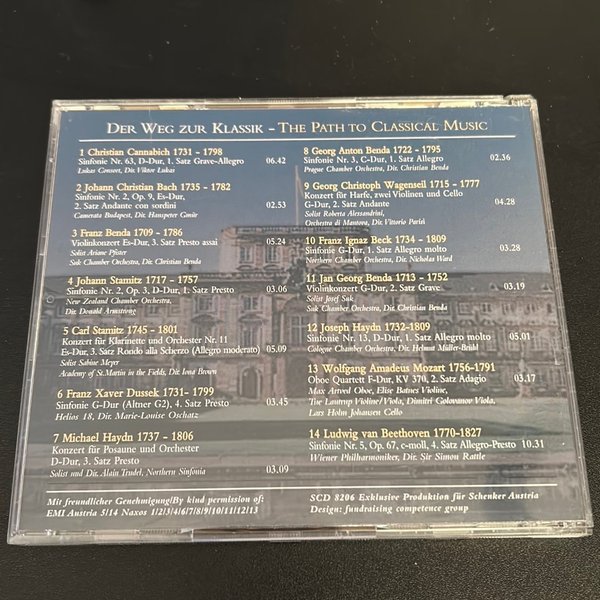 DER WEG ZUR KLASSIK – THE PATH TO CLASSICAL MUSIC
1 Christian Cannabich 1731 - 1798
Sinfonie Nr. 63, D-Dur, 1. Satz Grave-Allegro 06.42
Lukas Consort, Dir. Viktor Lukas
2 Johann Christian Bach 1735 - 1782
Sinfonie Nr. 2, Op. 9, Es-Dur,
2. Satz Andante con sordini 02.53
Camerata Budapest, Dir. Hanspeter Gmür
3 Franz Benda 1709 - 1786
Violinkonzert Es-Dur, 3. Satz Presto assai 05.24
Solist Ariane Pfister
Suk Chamber Orchestra, Dir. Christian Benda
4 Johann Stamitz 1717 - 1757
Sinfonie Nr. 2, Op. 3, D-Dur, 1. Satz Presto 03.06
New Zealand Chamber Orchestra,
Dir. Donald Armstrong
5 Carl Stamitz 1745 - 1801
Konzert für Klarinette und Orchester Nr. 11
Es-Dur, 3. Satz Rondo alla Scherzo (Allegro moderato) 05.09
Solist Sabine Meyer
Academy of St.Martin in the Fields, Dir. Iona Brown
6 Franz Xaver Dussek 1731 - 1799
Sinfonie G-Dur (Altner G2), 4. Satz Presto 03.45
Helios 18, Dir. Marie-Louise Oschatz
7 Michael Haydn 1737 - 1806
Konzert für Posaune und Orchester
D-Dur, 3. Satz Presto 03.09
Solist und Dir. Alain Trudel, Northern Sinfonia
8 Georg Anton Benda 1722 - 1795
Sinfonie Nr. 3, C-Dur, 1. Satz Allegro 02.36
Prague Chamber Orchestra, Dir. Christian Benda
9 Georg Christoph Wagenseil 1715 - 1777
Konzert für Harfe, zwei Violinen und Cello
G-Dur, 2. Satz Andante 04.28
Solist Roberta Alessandrini,
Orchestra di Mantova, Dir. Vittorio Parisi
10 Franz Ignaz Beck 1734 - 1809
Sinfonie G-Dur, 1. Satz Allegro molto 03.28
Northern Chamber Orchestra, Dir. Nicholas Ward
11 Jan Georg Benda 1713 - 1752
Violinkonzert G-Dur, 2. Satz Grave 03.19
Solist Josef Suk
Suk Chamber Orchestra, Dir. Christian Benda
12 Joseph Haydn 1732-1809
Sinfonie Nr. 13, D-Dur, 1. Satz Allegro molto 05.01
Cologne Chamber Orchestra, Dir. Helmut Müller-Brühl
13 Wolfgang Amadeus Mozart 1756-1791
Oboe Quartett F-Dur, KV 370, 2. Satz Adagio 03.17
Max Artved Oboe, Elise Batnes Violine,
Tue Lautrup Violine/Viola, Dimitri Golovanov Viola,
Lars Holm Johansen Cello
14 Ludwig van Beethoven 1770-1827
Sinfonie Nr. 5, Op. 67, c-moll, 4. Satz Allegro-Presto 10.31
Wiener Philharmoniker, Dir. Sir Simon Rattle
Mit freundlicher Genehmigung/By kind permission of:
EMI Austria 5/14 Naxos 1/2/3/4/6/7/8/9/10/11/12/13
SCD 8206 Exklusive Produktion für Schenker Austria
Design: fundraising competence group